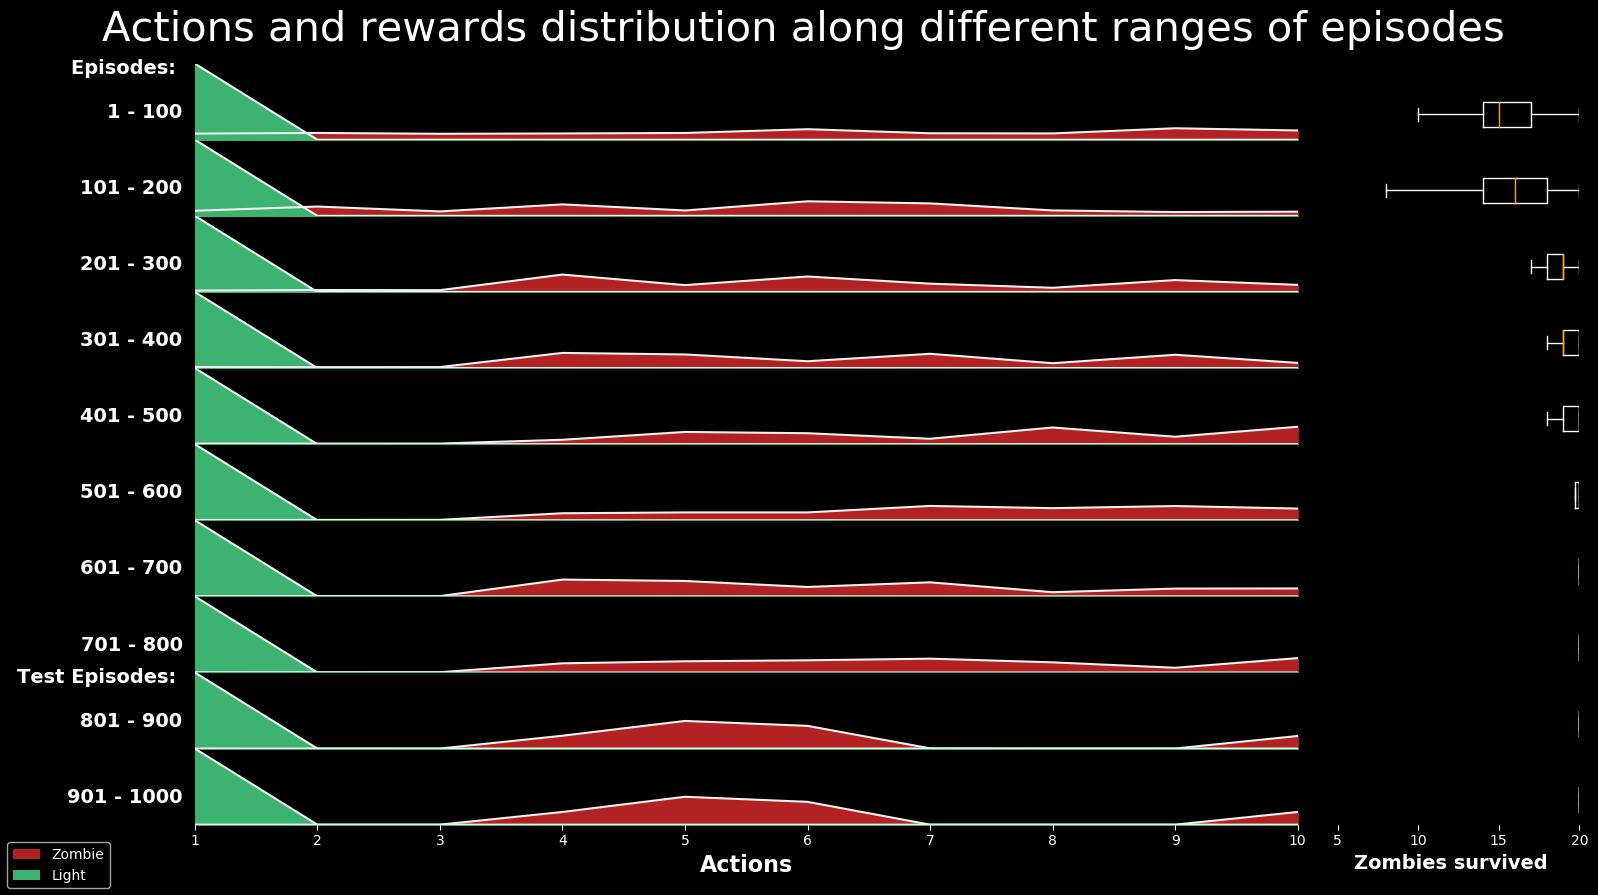 Actions and rewards distribution along different ranges of episodes
Episodes:
1 - 100
101 - 200
201 - 300
301 - 400
401 - 500
501 - 600
601 - 700
701 - 800
Test Episodes:
801 - 900
901 - 1000
1 2 3 4 5 6 7 8 9 10
5 10 15 20
Actions
Zombies survived
Zombie
Light